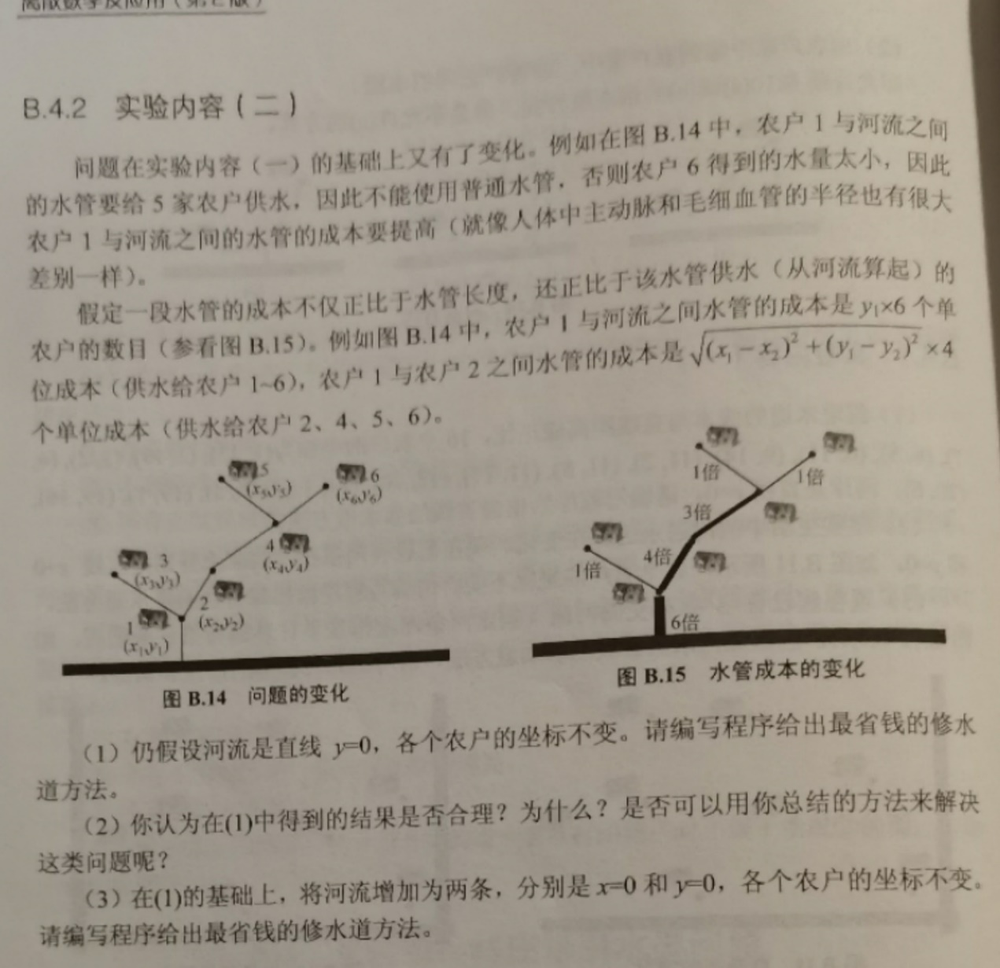 离散数学及应用（第2版）
B.4.2 实验内容（二）
问题在实验内容（一）的基础上又有了变化。例如在图 B.14 中，农户 1 与河流之间
的水管要给 5 家农户供水，因此不能使用普通水管，否则农户 6 得到的水量太小，因此
农户 1 与河流之间的水管的成本要提高（就像人体中主动脉和毛细血管的半径也有很大
差别一样）。
假定一段水管的成本不仅正比于水管长度，还正比于该水管供水（从河流算起）的
农户的数目（参看图 B.15）。例如图 B.14 中，农户 1 与河流之间水管的成本是 y₁×6 个单
位成本（供水给农户 1~6），农户 1 与农户 2 之间水管的成本是 √((x₁−x₂)²+(y₁−y₂)²) ×4
个单位成本（供水给农户 2、4、5、6）。
5
(x₅,y₅)
6
(x₆,y₆)
4
(x₄,y₄)
3
(x₃,y₃)
2
(x₂,y₂)
1
(x₁,y₁)
图 B.14 问题的变化
1倍
1倍
3倍
4倍
1倍
6倍
图 B.15 水管成本的变化
（1）仍假设河流是直线 y=0，各个农户的坐标不变。请编写程序给出最省钱的修水
道方法。
（2）你认为在(1)中得到的结果是否合理？为什么？是否可以用你总结的方法来解决
这类问题呢？
（3）在(1)的基础上，将河流增加为两条，分别是 x=0 和 y=0，各个农户的坐标不变。
请编写程序给出最省钱的修水道方法。